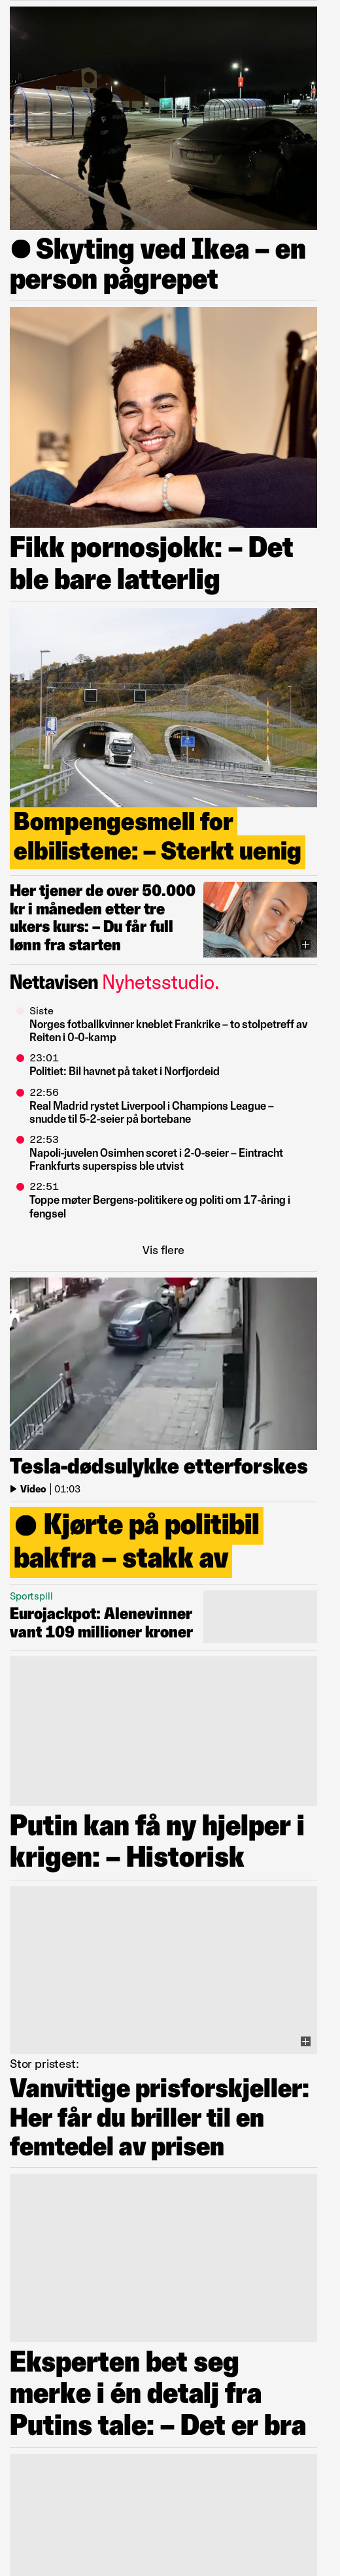 Skyting ved Ikea – en
person pågrepet
Fikk pornosjokk: – Det
ble bare latterlig
Bompengesmell for
elbilistene: – Sterkt uenig
Her tjener de over 50.000
kr i måneden etter tre
ukers kurs: – Du får full
lønn fra starten
Nettavisen Nyhetsstudio.
Siste
Norges fotballkvinner kneblet Frankrike – to stolpetreff av
Reiten i 0-0-kamp
23:01
Politiet: Bil havnet på taket i Norfjordeid
22:56
Real Madrid rystet Liverpool i Champions League –
snudde til 5-2-seier på bortebane
22:53
Napoli-juvelen Osimhen scoret i 2-0-seier – Eintracht
Frankfurts superspiss ble utvist
22:51
Toppe møter Bergens-politikere og politi om 17-åring i
fengsel
Vis flere
Tesla-dødsulykke etterforskes
Video | 01:03
Kjørte på politibil
bakfra – stakk av
Sportspill
Eurojackpot: Alenevinner
vant 109 millioner kroner
Putin kan få ny hjelper i
krigen: – Historisk
Stor pristest:
Vanvittige prisforskjeller:
Her får du briller til en
femtedel av prisen
Eksperten bet seg
merke i én detalj fra
Putins tale: – Det er bra